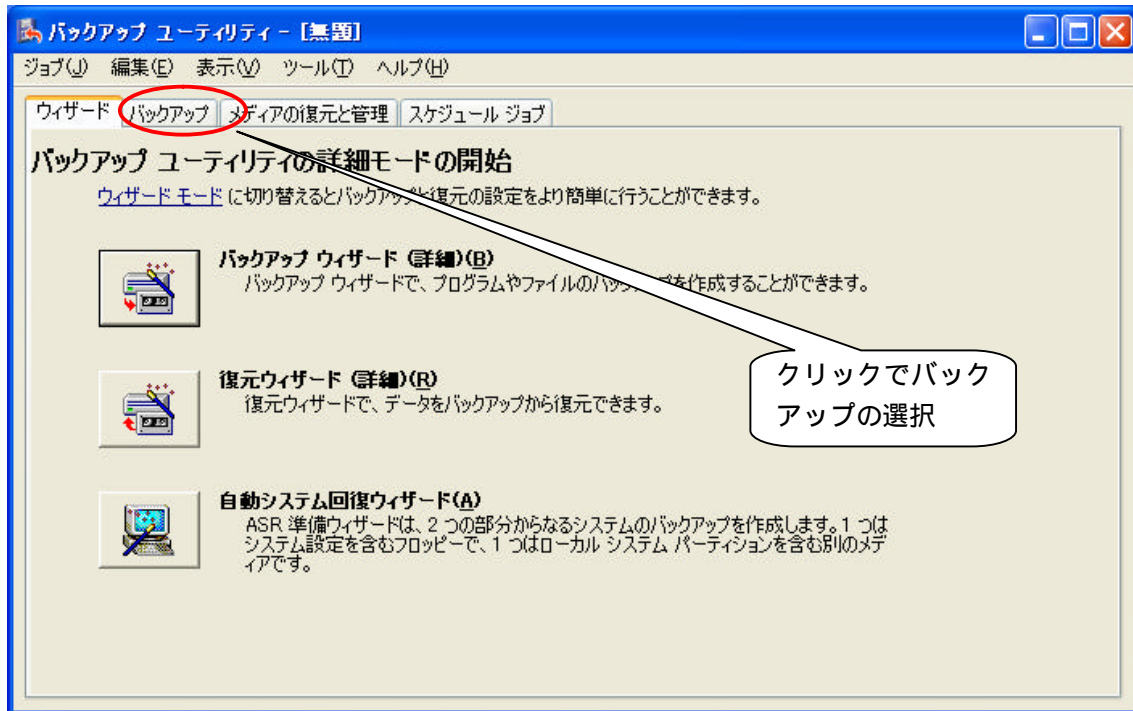 バックアップ ユーティリティ - [無題]
ジョブ(J) 編集(E) 表示(V) ツール(T) ヘルプ(H)
ウィザード バックアップ メディアの復元と管理 スケジュール ジョブ
バックアップ ユーティリティの詳細モードの開始
ウィザード モード に切り替えるとバックアップと復元の設定をより簡単に行うことができます。
バックアップ ウィザード (詳細)(B)
バックアップ ウィザードで、プログラムやファイルのバックアップを作成することができます。
クリックでバック
アップの選択
復元ウィザード (詳細)(R)
復元ウィザードで、データをバックアップから復元できます。
自動システム回復ウィザード(A)
ASR 準備ウィザードは、2 つの部分からなるシステムのバックアップを作成します。1 つは
システム設定を含むフロッピーで、1 つはローカル システム パーティションを含む別のメデ
ィアです。